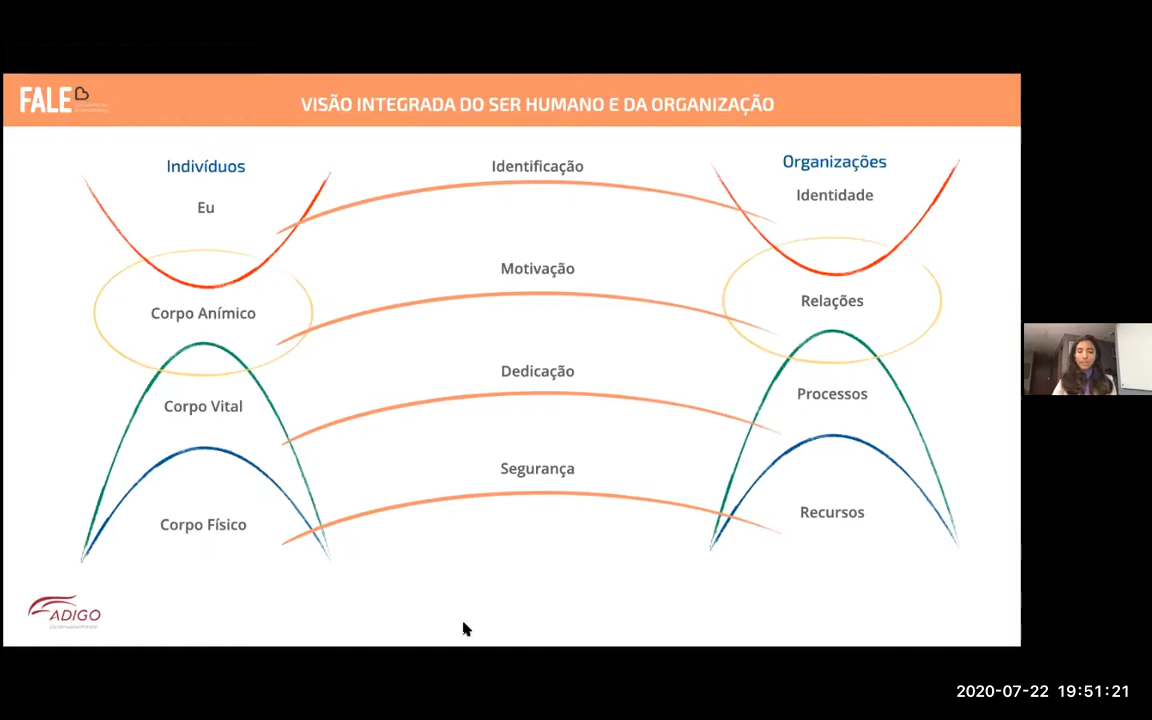 FALE
VISÃO INTEGRADA DO SER HUMANO E DA ORGANIZAÇÃO
Indivíduos
Identificação
Organizações
Eu
Identidade
Motivação
Corpo Anímico
Relações
Dedicação
Corpo Vital
Processos
Segurança
Corpo Físico
Recursos
ADIGO
2020-07-22 19:51:21